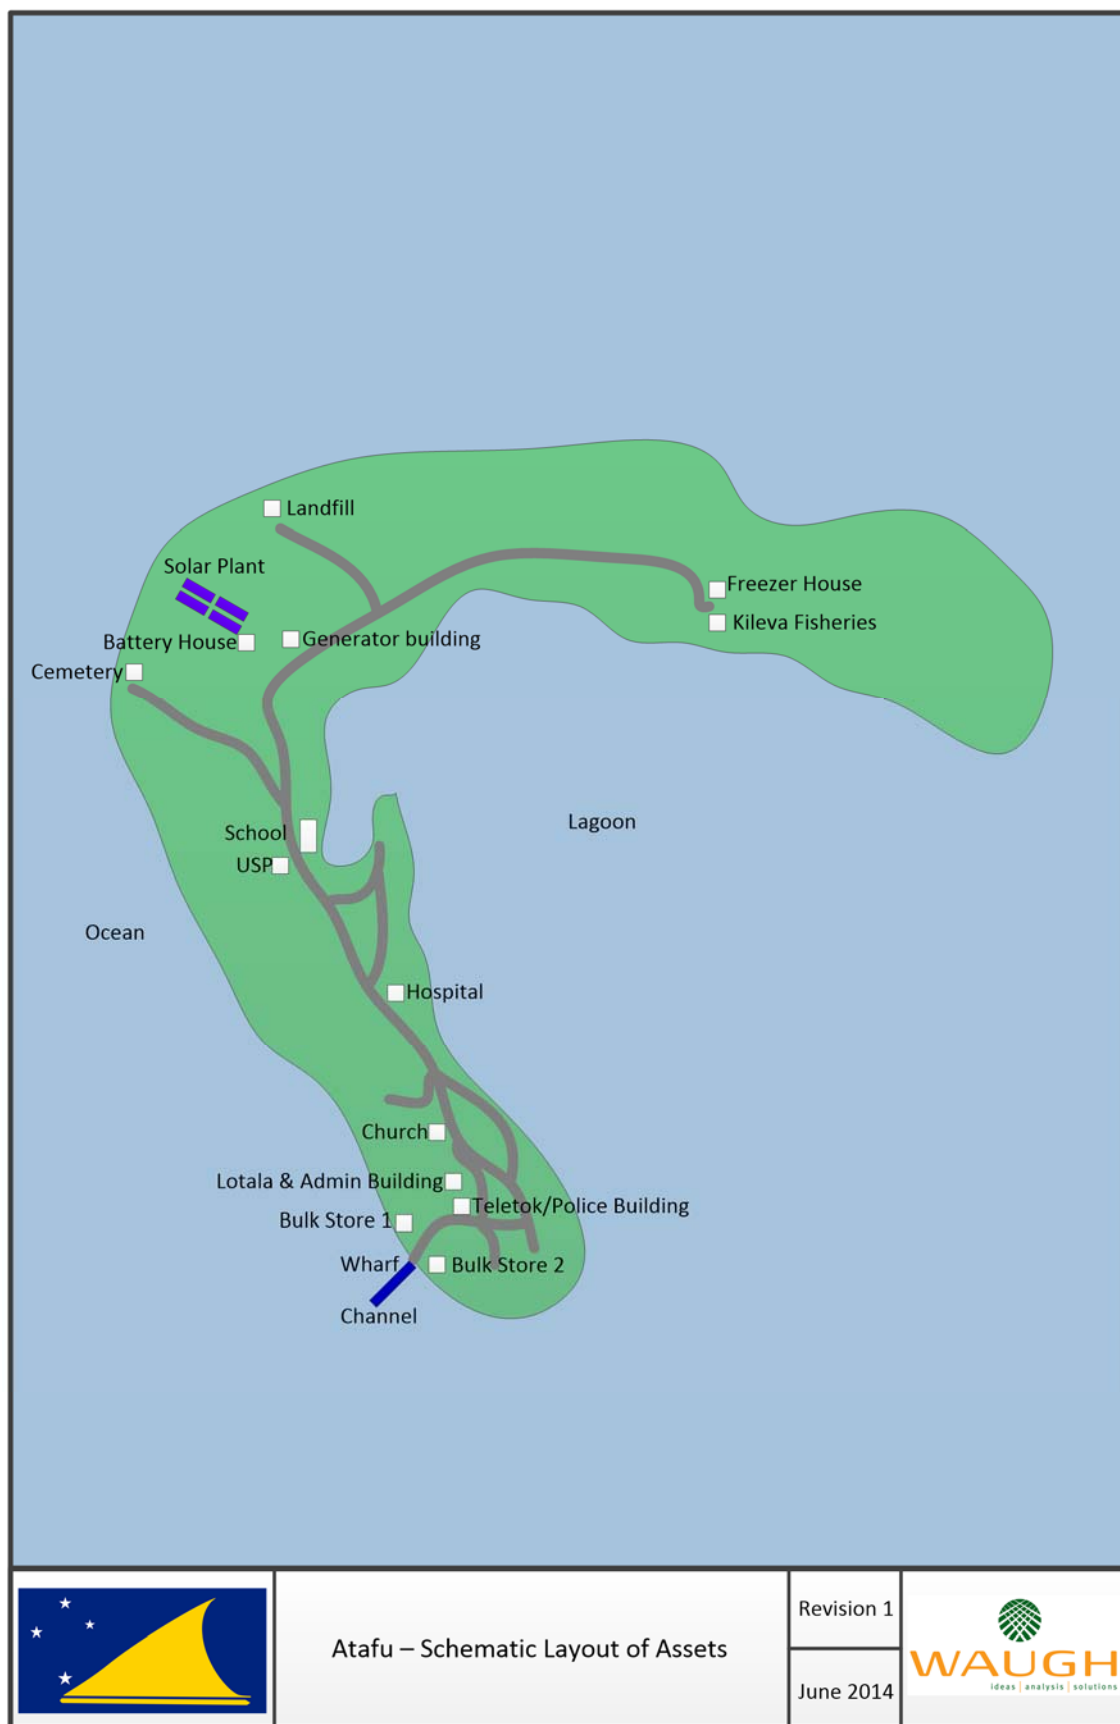 Landfill
Solar Plant
Freezer House
Kileva Fisheries
Battery House
Generator building
Cemetery
Lagoon
School
USP
Ocean
Hospital
Church
Lotala & Admin Building
Teletok/Police Building
Bulk Store 1
Wharf
Bulk Store 2
Channel
Atafu – Schematic Layout of Assets
Revision 1
June 2014
WAUGH
ideas | analysis | solutions